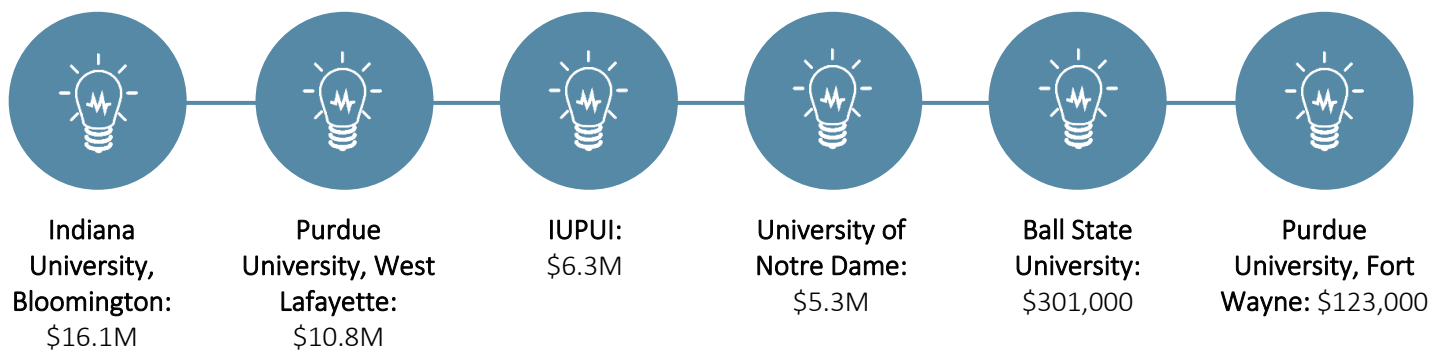 Indiana
University,
Bloomington:
$16.1M
Purdue
University, West
Lafayette:
$10.8M
IUPUI:
$6.3M
University of
Notre Dame:
$5.3M
Ball State
University:
$301,000
Purdue
University, Fort
Wayne: $123,000